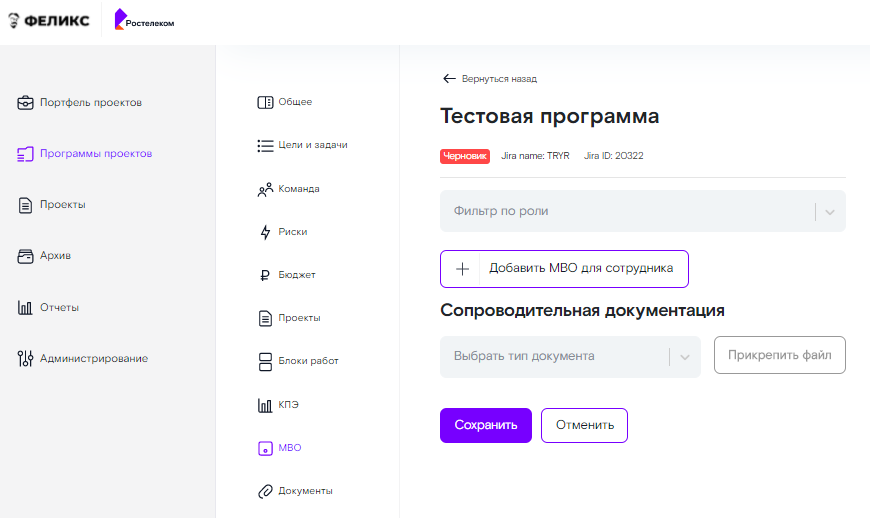 ФЕЛИКС
Ростелеком
Портфель проектов
Программы проектов
Проекты
Архив
Отчеты
Администрирование
Общее
Цели и задачи
Команда
Риски
Бюджет
Проекты
Блоки работ
КПЭ
МВО
Документы
Вернуться назад
Тестовая программа
Черновик Jira name: TRYR Jira ID: 20322
Фильтр по роли
Добавить МВО для сотрудника
Сопроводительная документация
Выбрать тип документа Прикрепить файл
Сохранить Отменить